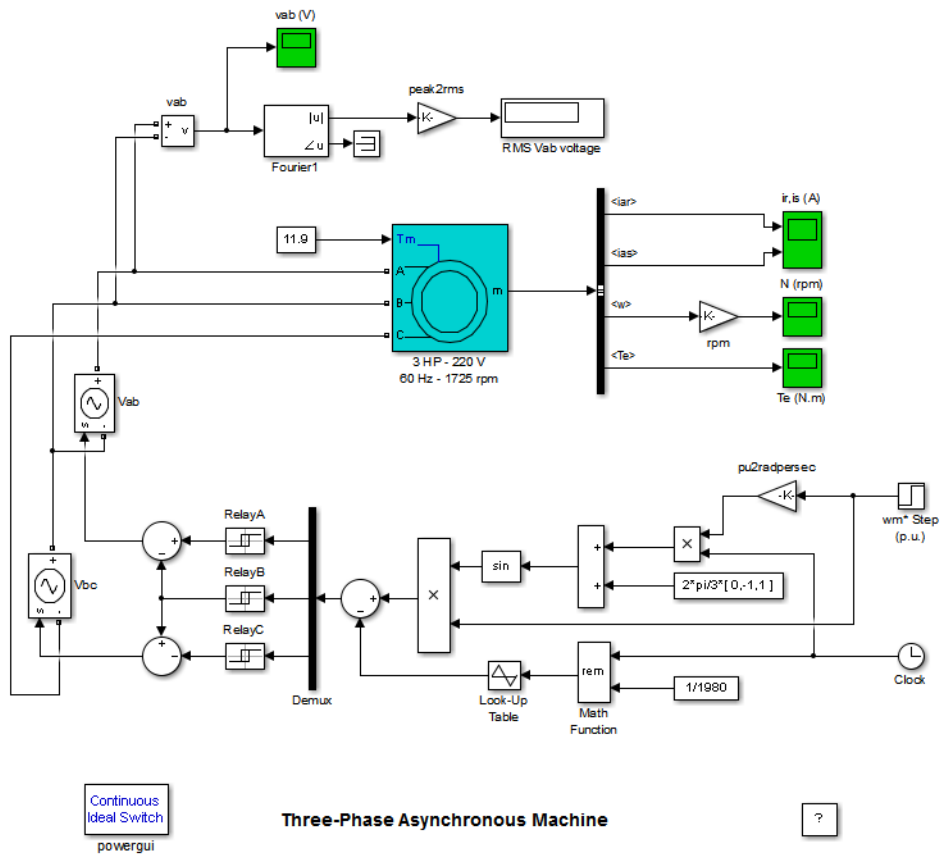 vab (V)
vab
+
-
v
|u|
∠u
Fourier1
peak2rms
-K-
RMS Vab voltage
11.9
Tm
A
B
C
m
3 HP - 220 V
60 Hz - 1725 rpm
<iar>
<ias>
<w>
<Te>
ir,is (A)
N (rpm)
-K-
rpm
Te (N.m)
+
s
-
Vab
+
s
-
Vbc
RelayA
RelayB
RelayC
+
-
+
-
Demux
+
-
×
sin
+
+
×
pu2radpersec
-K-
wm* Step
(p.u.)
2*pi/3*[ 0,-1,1 ]
Look-Up
Table
rem
Math
Function
1/1980
Clock
Continuous
Ideal Switch
powergui
Three-Phase Asynchronous Machine
?